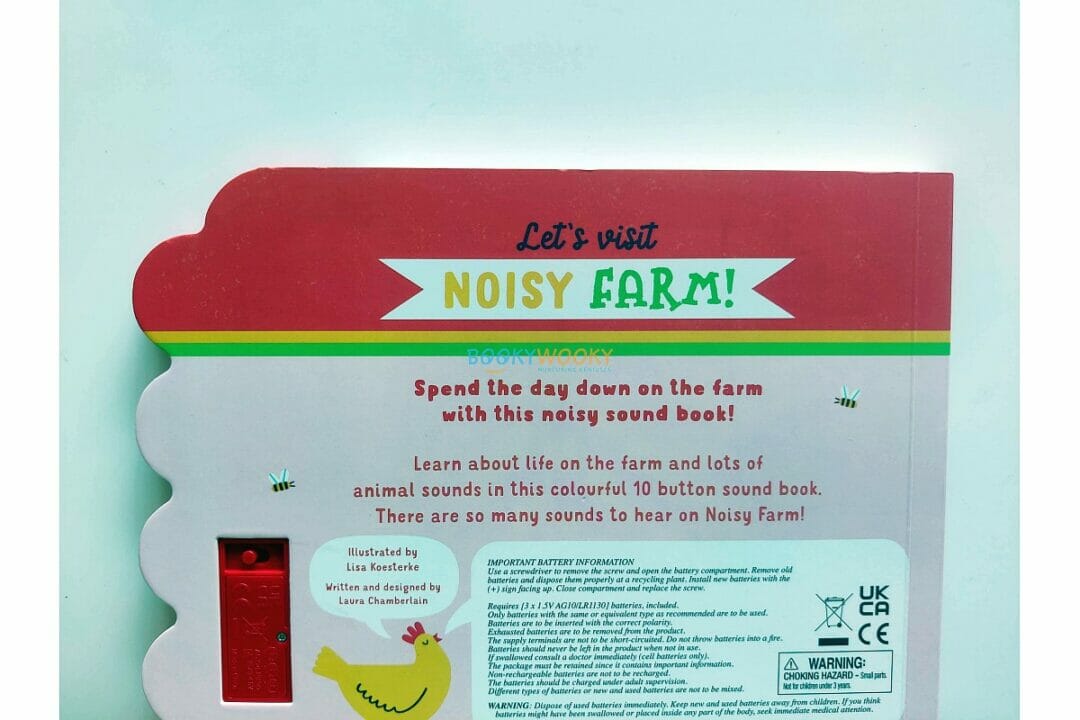 Let's visit
NOISY FARM!
BOOKYWOOKY
NURTURING GENIUSES
Spend the day down on the farm
with this noisy sound book!
Learn about life on the farm and lots of
animal sounds in this colourful 10 button sound book.
There are so many sounds to hear on Noisy Farm!
Illustrated by
Lisa Koesterke
Written and designed by
Laura Chamberlain
IMPORTANT BATTERY INFORMATION
Use a screwdriver to remove the screw and open the battery compartment. Remove old
batteries and dispose them properly at a recycling plant. Install new batteries with the
(+) sign facing up. Close compartment and replace the screw.
Requires [3 x 1.5V AG10/LR1130] batteries, included.
Only batteries with the same or equivalent type as recommended are to be used.
Batteries are to be inserted with the correct polarity.
Exhausted batteries are to be removed from the product.
The supply terminals are not to be short-circuited. Do not throw batteries into a fire.
Batteries should never be left in the product when not in use.
If swallowed consult a doctor immediately (cell batteries only).
The package must be retained since it contains important information.
Non-rechargeable batteries are not to be recharged.
The batteries should be charged under adult supervision.
Different types of batteries or new and used batteries are not to be mixed.
WARNING: Dispose of used batteries immediately. Keep new and used batteries away from children. If you think
batteries might have been swallowed or placed inside any part of the body, seek immediate medical attention.
UK
CA
CE
WARNING:
CHOKING HAZARD – Small parts.
Not for children under 3 years.